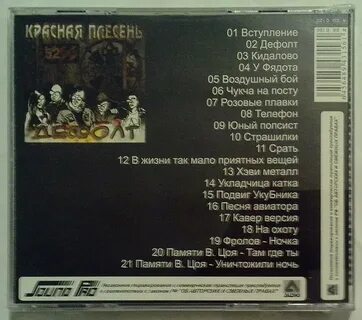 КРАСНАЯ ПЛЕСЕНЬ
ДЕФОЛТ
01 Вступление
02 Дефолт
03 Кидалово
04 У Фядота
05 Воздушный бой
06 Чукча на посту
07 Розовые плавки
08 Телефон
09 Юный попсист
10 Страшилки
11 Срать
12 В жизни так мало приятных вещей
13 Хэви металл
14 Укладчица катка
15 Подвиг УкуБника
16 Песня авиатора
17 Кавер версия
18 На охоту
19 Фролов - Ночка
20 Памяти В. Цоя - Там где ты
21 Памяти В. Цоя - Уничтожили ночь
Sound Pro